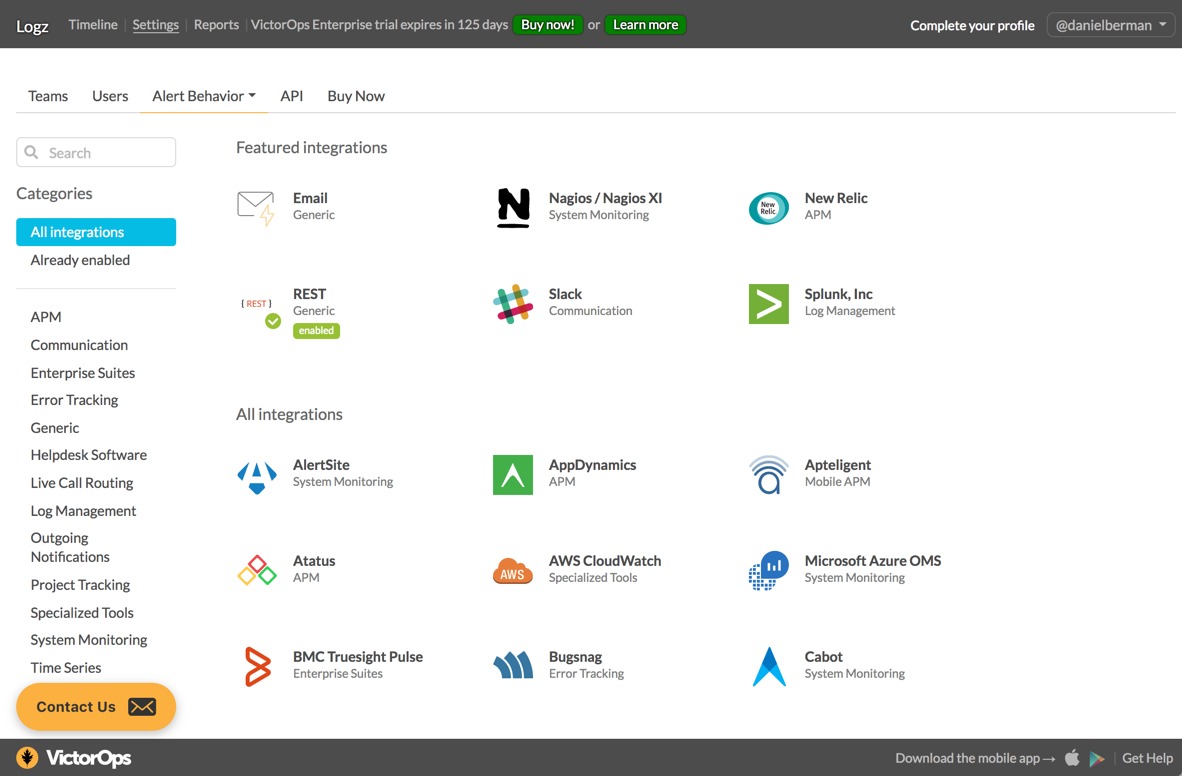 Logz Timeline Settings Reports VictorOps Enterprise trial expires in 125 days Buy now! or Learn more Complete your profile @danielberman
Teams Users Alert Behavior API Buy Now
Search
Categories
All integrations
Already enabled
APM
Communication
Enterprise Suites
Error Tracking
Generic
Helpdesk Software
Live Call Routing
Log Management
Outgoing
Notifications
Project Tracking
Specialized Tools
System Monitoring
Time Series
Contact Us
Featured integrations
Email
Generic
Nagios / Nagios XI
System Monitoring
New Relic
New Relic
APM
[ REST ]
REST
Generic
enabled
Slack
Communication
Splunk, Inc
Log Management
All integrations
AlertSite
System Monitoring
AppDynamics
APM
Apteligent
Mobile APM
Atatus
APM
AWS
AWS CloudWatch
Specialized Tools
Microsoft Azure OMS
System Monitoring
BMC Truesight Pulse
Enterprise Suites
Bugsnag
Error Tracking
Cabot
System Monitoring
VictorOps Download the mobile app→ Get Help